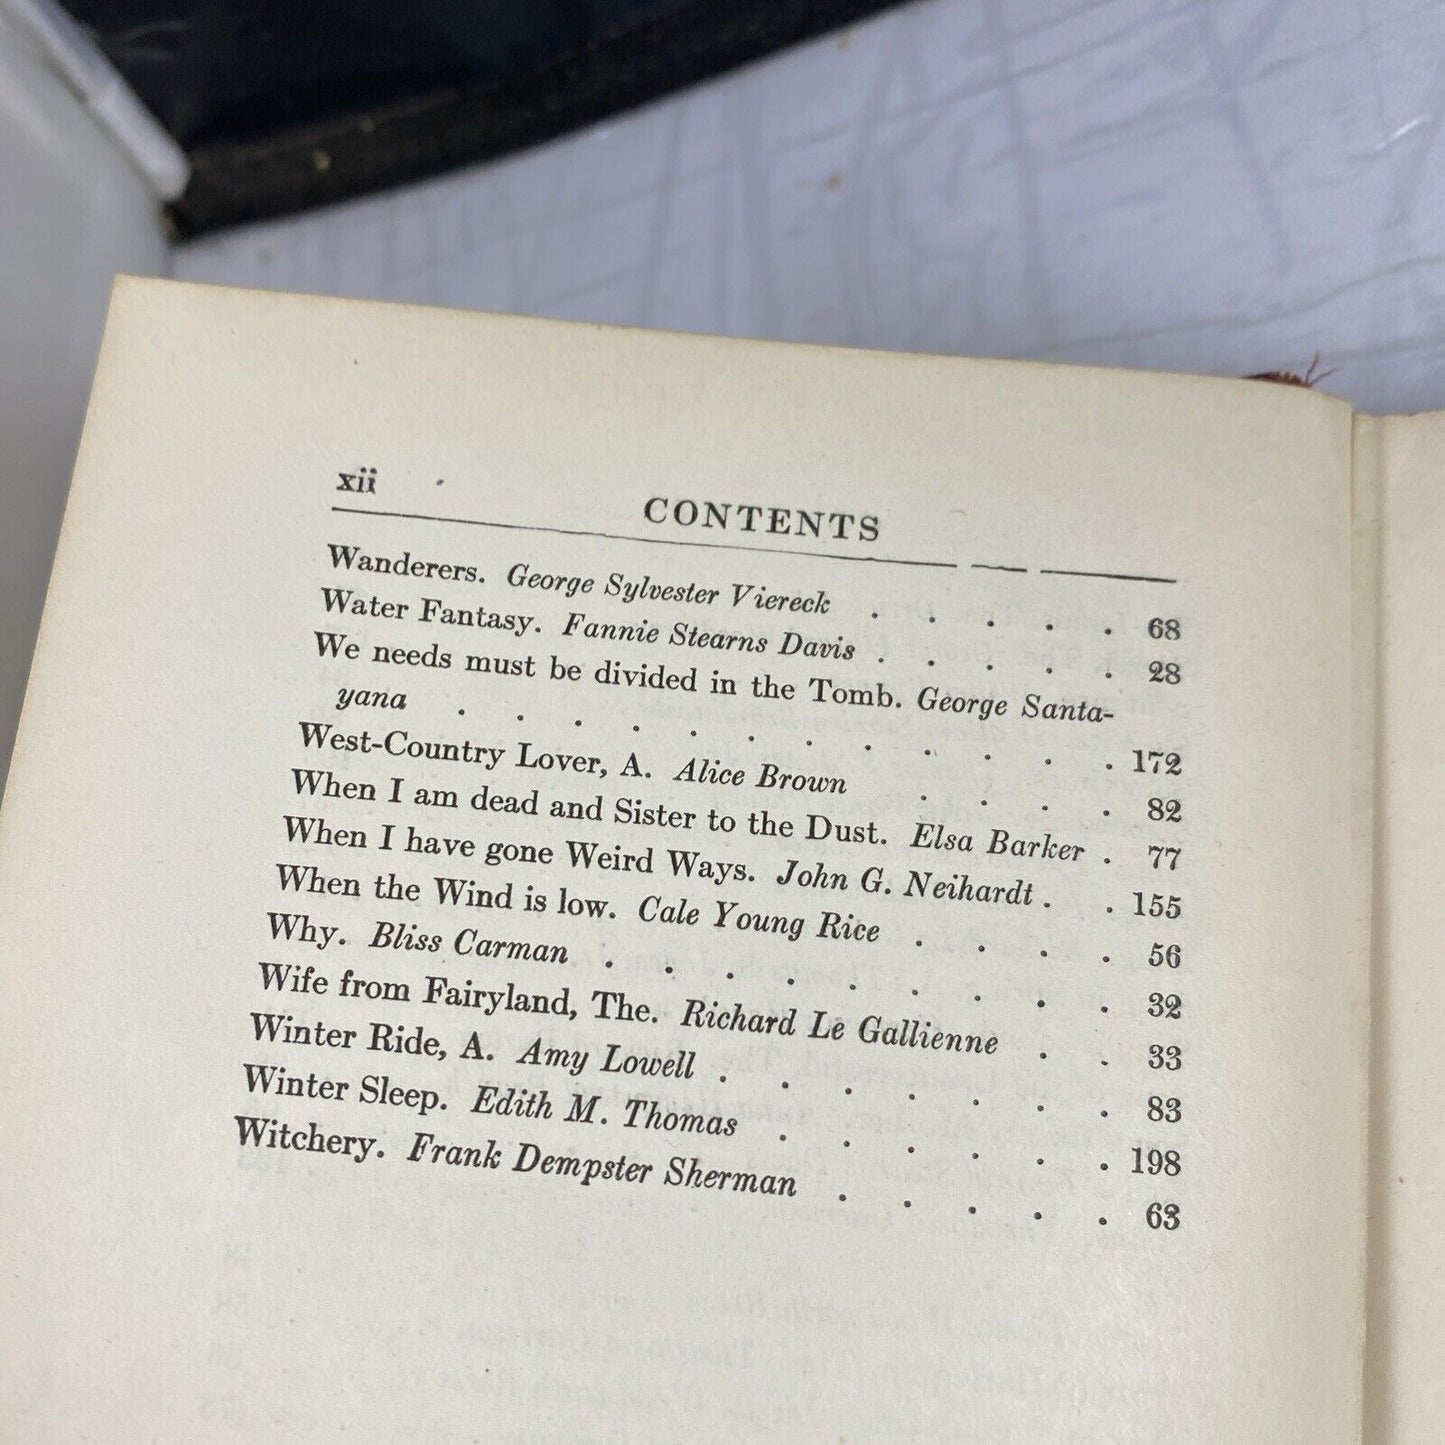 xii
CONTENTS
Wanderers. George Sylvester Viereck . . . . . 68
Water Fantasy. Fannie Stearns Davis . . . . . 28
We needs must be divided in the Tomb. George Santa-
yana . . . . . . . . . . . . 172
West-Country Lover, A. Alice Brown . . . . 82
When I am dead and Sister to the Dust. Elsa Barker . 77
When I have gone Weird Ways. John G. Neihardt . . 155
When the Wind is low. Cale Young Rice . . . . 56
Why. Bliss Carman . . . . . . . . . 32
Wife from Fairyland, The. Richard Le Gallienne . . 33
Winter Ride, A. Amy Lowell . . . . . . . 83
Winter Sleep. Edith M. Thomas . . . . . . 198
Witchery. Frank Dempster Sherman . . . . . 63